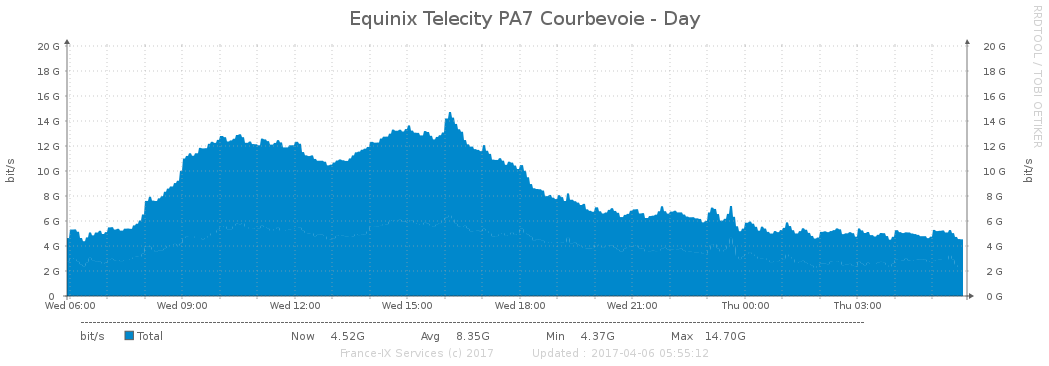 Equinix Telecity PA7 Courbevoie - Day
RRDTOOL / TOBI OETIKER
20 G 20 G
18 G 18 G
16 G 16 G
14 G 14 G
12 G 12 G
10 G 10 G
8 G 8 G
6 G 6 G
4 G 4 G
2 G 2 G
0 0 G
bit/s bit/s
Wed 06:00 Wed 09:00 Wed 12:00 Wed 15:00 Wed 18:00 Wed 21:00 Thu 00:00 Thu 03:00
bit/s Total Now 4.52G Avg 8.35G Min 4.37G Max 14.70G
France-IX Services (c) 2017 Updated : 2017-04-06 05:55:12